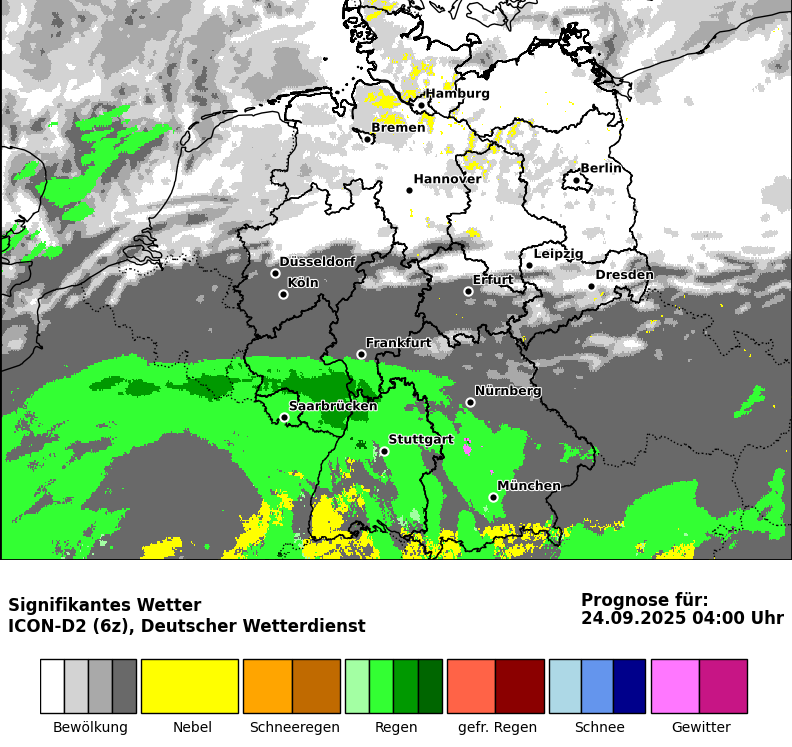 Hamburg
Bremen
Hannover
Berlin
Düsseldorf
Köln
Leipzig
Erfurt
Dresden
Frankfurt
Nürnberg
Saarbrücken
Stuttgart
München
Signifikantes Wetter
ICON-D2 (6z), Deutscher Wetterdienst
Prognose für:
24.09.2025 04:00 Uhr
Bewölkung
Nebel
Schneeregen
Regen
gefr. Regen
Schnee
Gewitter